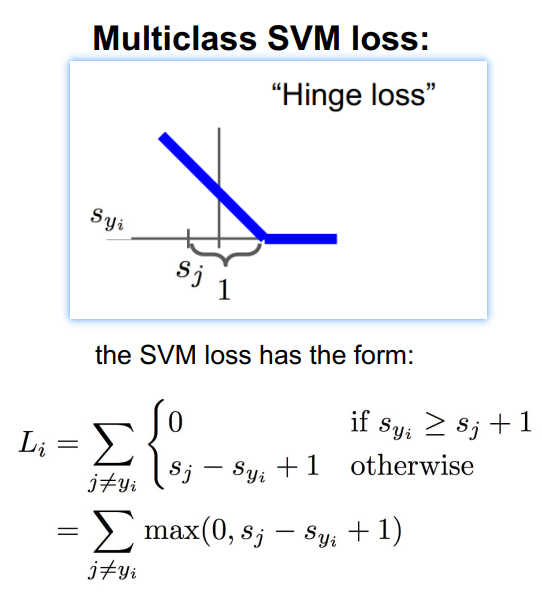 Multiclass SVM loss:
“Hinge loss”
$s_{y_i}$
$s_j$
1
the SVM loss has the form:
$L_i = \sum_{j \neq y_i} \begin{cases} 0 & \text{if } s_{y_i} \geq s_j + 1 \\ s_j - s_{y_i} + 1 & \text{otherwise} \end{cases}$
$= \sum_{j \neq y_i} \max(0, s_j - s_{y_i} + 1)$